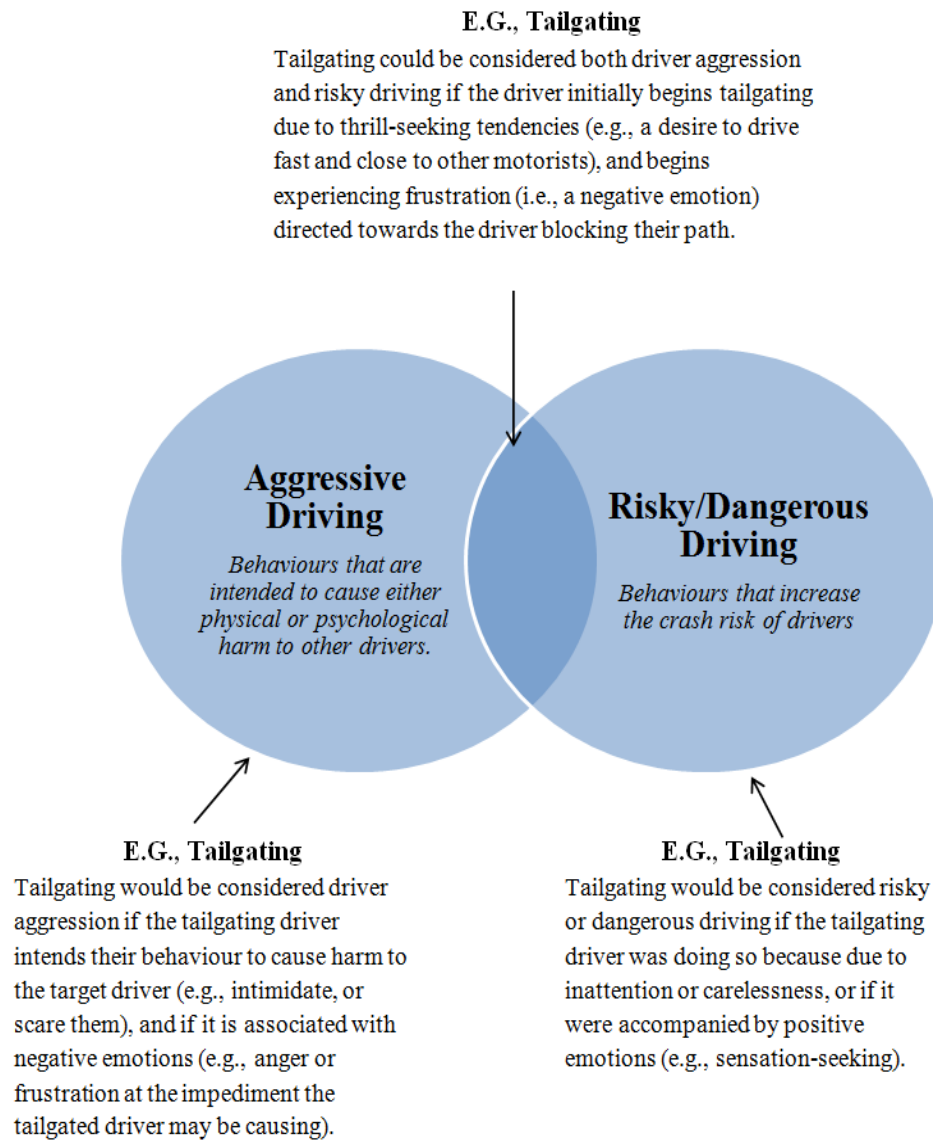 E.G., Tailgating
Tailgating could be considered both driver aggression
and risky driving if the driver initially begins tailgating
due to thrill-seeking tendencies (e.g., a desire to drive
fast and close to other motorists), and begins
experiencing frustration (i.e., a negative emotion)
directed towards the driver blocking their path.
Aggressive
Driving
Behaviours that are
intended to cause either
physical or psychological
harm to other drivers.
Risky/Dangerous
Driving
Behaviours that increase
the crash risk of drivers
E.G., Tailgating
Tailgating would be considered driver
aggression if the tailgating driver
intends their behaviour to cause harm to
the target driver (e.g., intimidate, or
scare them), and if it is associated with
negative emotions (e.g., anger or
frustration at the impediment the
tailgated driver may be causing).
E.G., Tailgating
Tailgating would be considered risky
or dangerous driving if the tailgating
driver was doing so because due to
inattention or carelessness, or if it
were accompanied by positive
emotions (e.g., sensation-seeking).